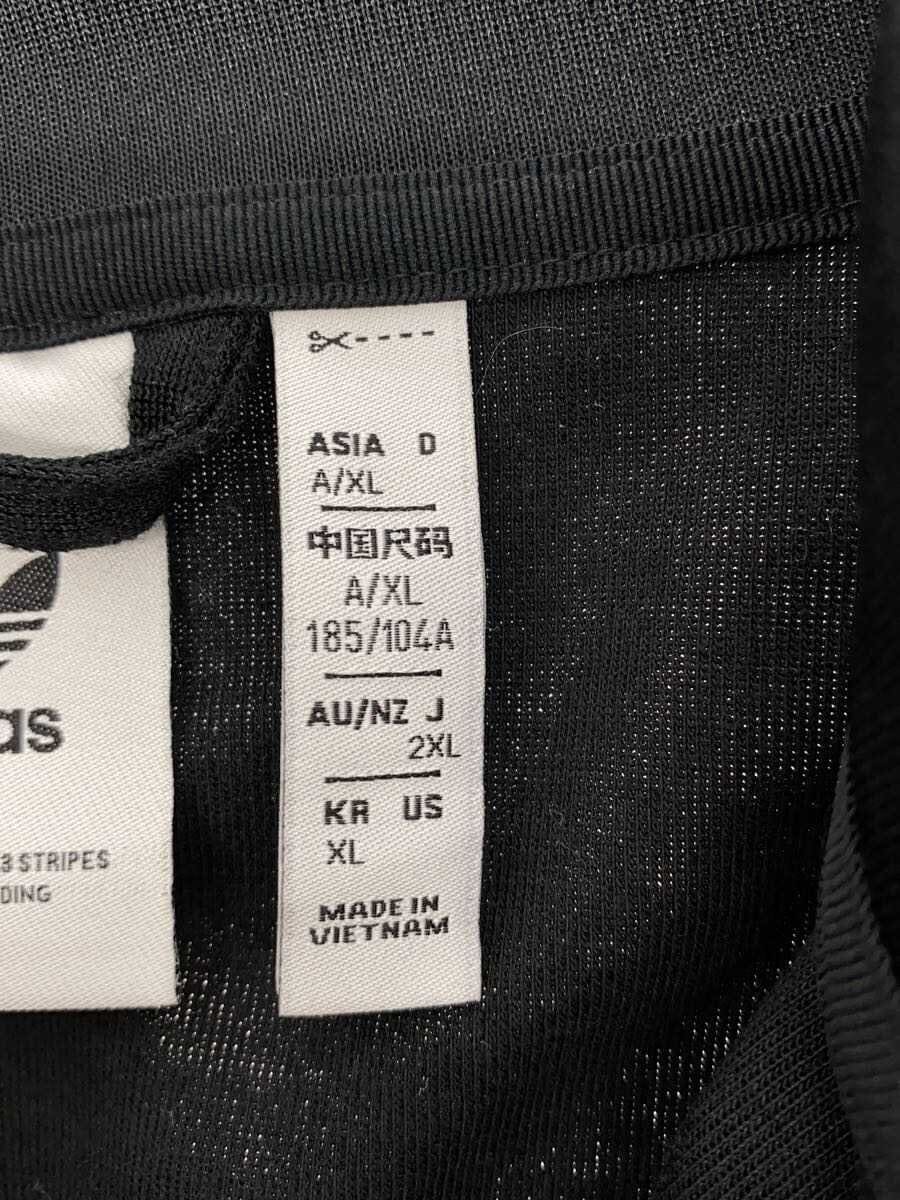 ASIA D
A/XL
中国尺码
A/XL
185/104A
AU/NZ J
2XL
KR US
XL
MADE IN
VIETNAM
as
3 STRIPES
DING